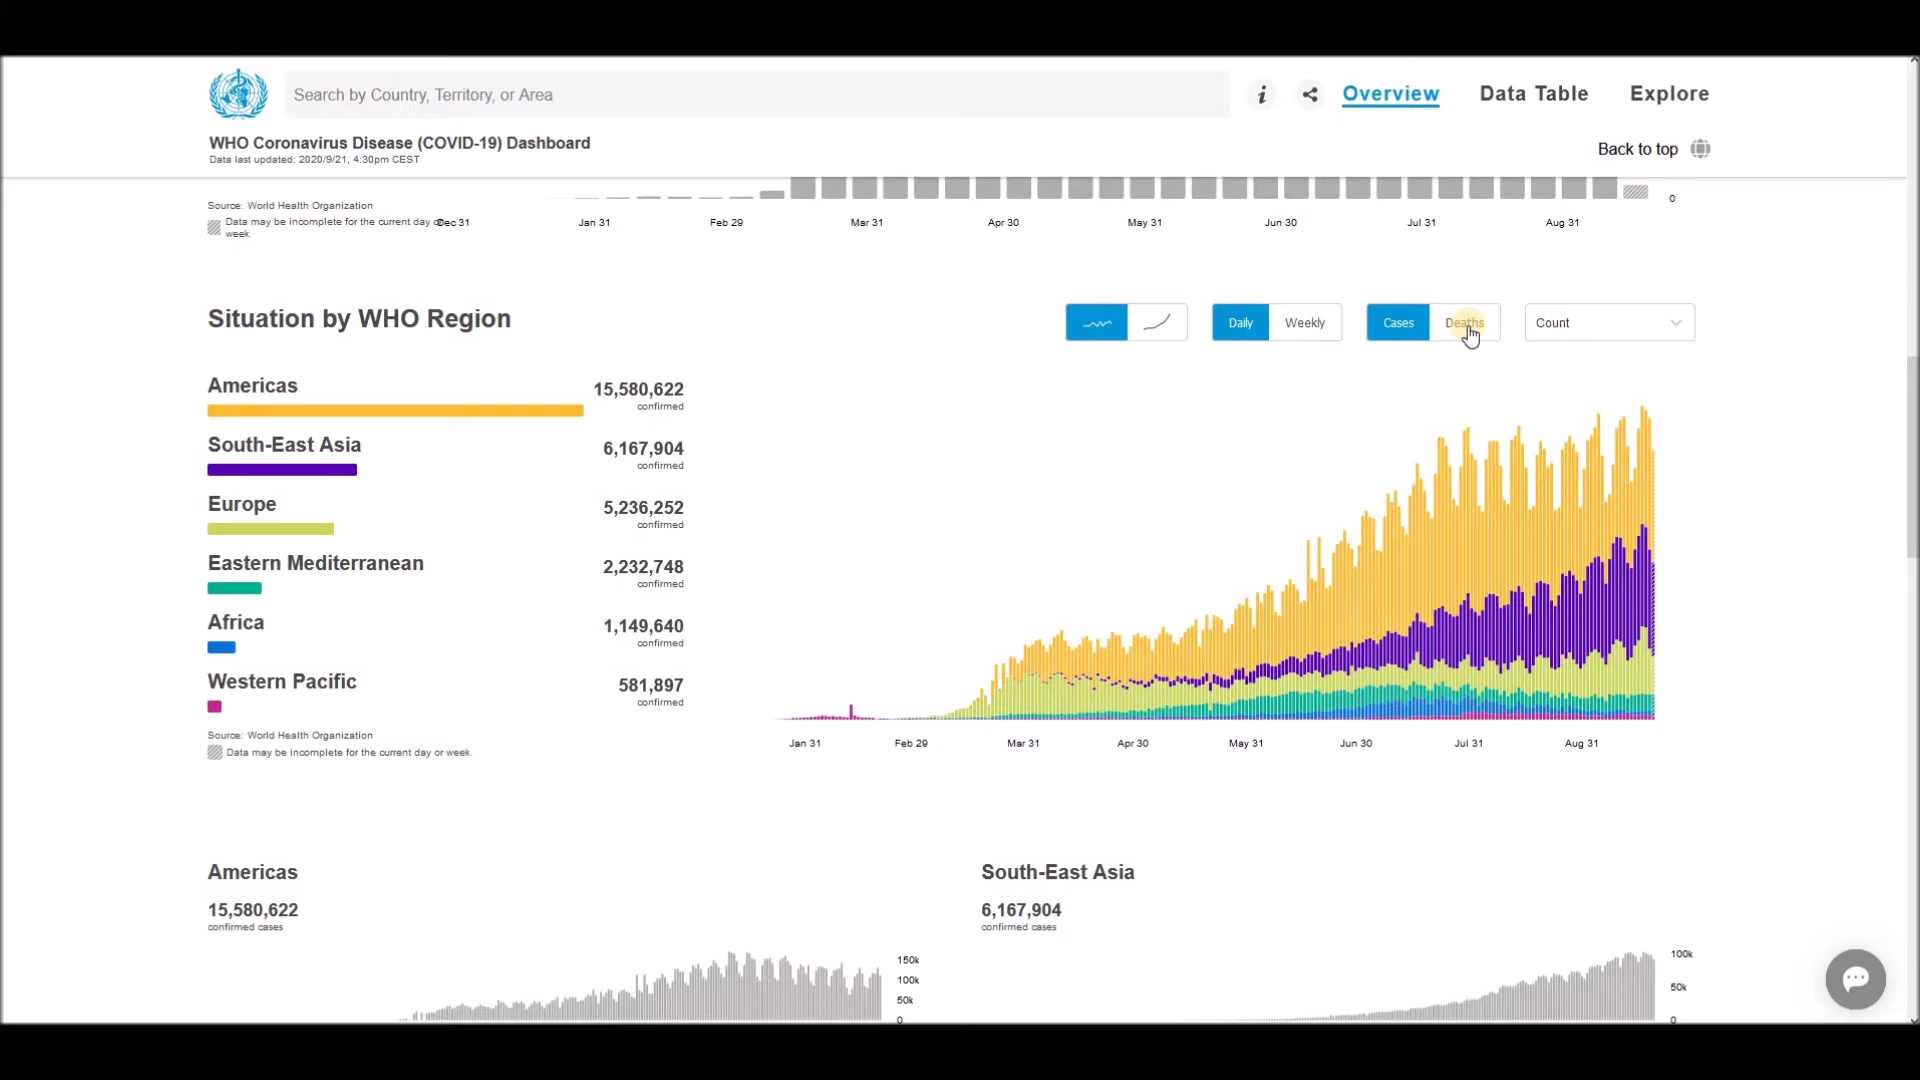 Search by Country, Territory, or Area
i
Overview
Data Table
Explore
WHO Coronavirus Disease (COVID-19) Dashboard
Data last updated: 2020/9/21, 4:30pm CEST
Back to top
0
Source: World Health Organization
Data may be incomplete for the current day or
week.
Dec 31
Jan 31
Feb 29
Mar 31
Apr 30
May 31
Jun 30
Jul 31
Aug 31
Situation by WHO Region
Daily
Weekly
Cases
Deaths
Count
Americas
15,580,622
confirmed
South-East Asia
6,167,904
confirmed
Europe
5,236,252
confirmed
Eastern Mediterranean
2,232,748
confirmed
Africa
1,149,640
confirmed
Western Pacific
581,897
confirmed
Source: World Health Organization
Data may be incomplete for the current day or week.
Jan 31
Feb 29
Mar 31
Apr 30
May 31
Jun 30
Jul 31
Aug 31
Americas
15,580,622
confirmed cases
150k
100k
50k
0
South-East Asia
6,167,904
confirmed cases
100k
50k
0